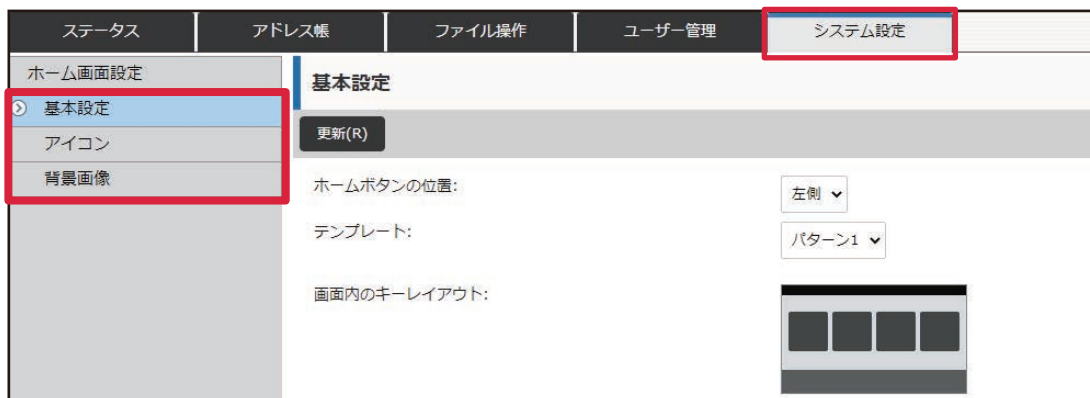 ステータス アドレス帳 ファイル操作 ユーザー管理 システム設定
ホーム画面設定
基本設定
アイコン
背景画像
基本設定
更新(R)
ホームボタンの位置: 左側
テンプレート: パターン1
画面内のキーレイアウト: